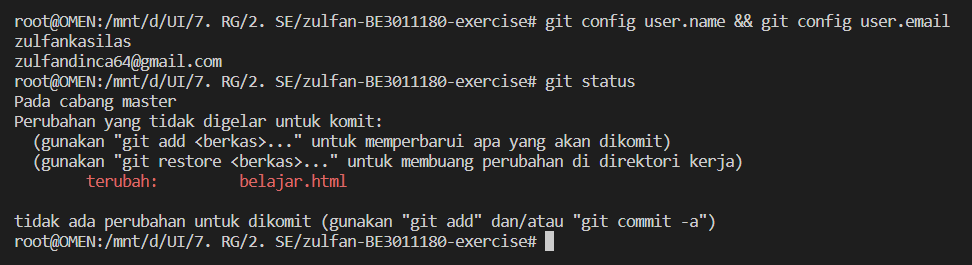 root@OMEN:/mnt/d/UI/7. RG/2. SE/zulfan-BE3011180-exercise# git config user.name && git config user.email
zulfankasilas
zulfandinca64@gmail.com
root@OMEN:/mnt/d/UI/7. RG/2. SE/zulfan-BE3011180-exercise# git status
Pada cabang master
Perubahan yang tidak digelar untuk komit:
  (gunakan "git add <berkas>..." untuk memperbarui apa yang akan dikomit)
  (gunakan "git restore <berkas>..." untuk membuang perubahan di direktori kerja)
        terubah:         belajar.html
tidak ada perubahan untuk dikomit (gunakan "git add" dan/atau "git commit -a")
root@OMEN:/mnt/d/UI/7. RG/2. SE/zulfan-BE3011180-exercise#